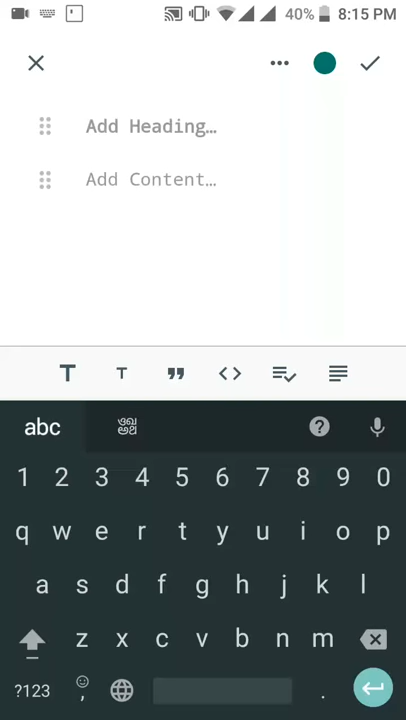 40% 8:15 PM
Add Heading…
Add Content…
T T ❞ <>
abc
1 2 3 4 5 6 7 8 9 0
q w e r t y u i o p
a s d f g h j k l
z x c v b n m
?123 , .